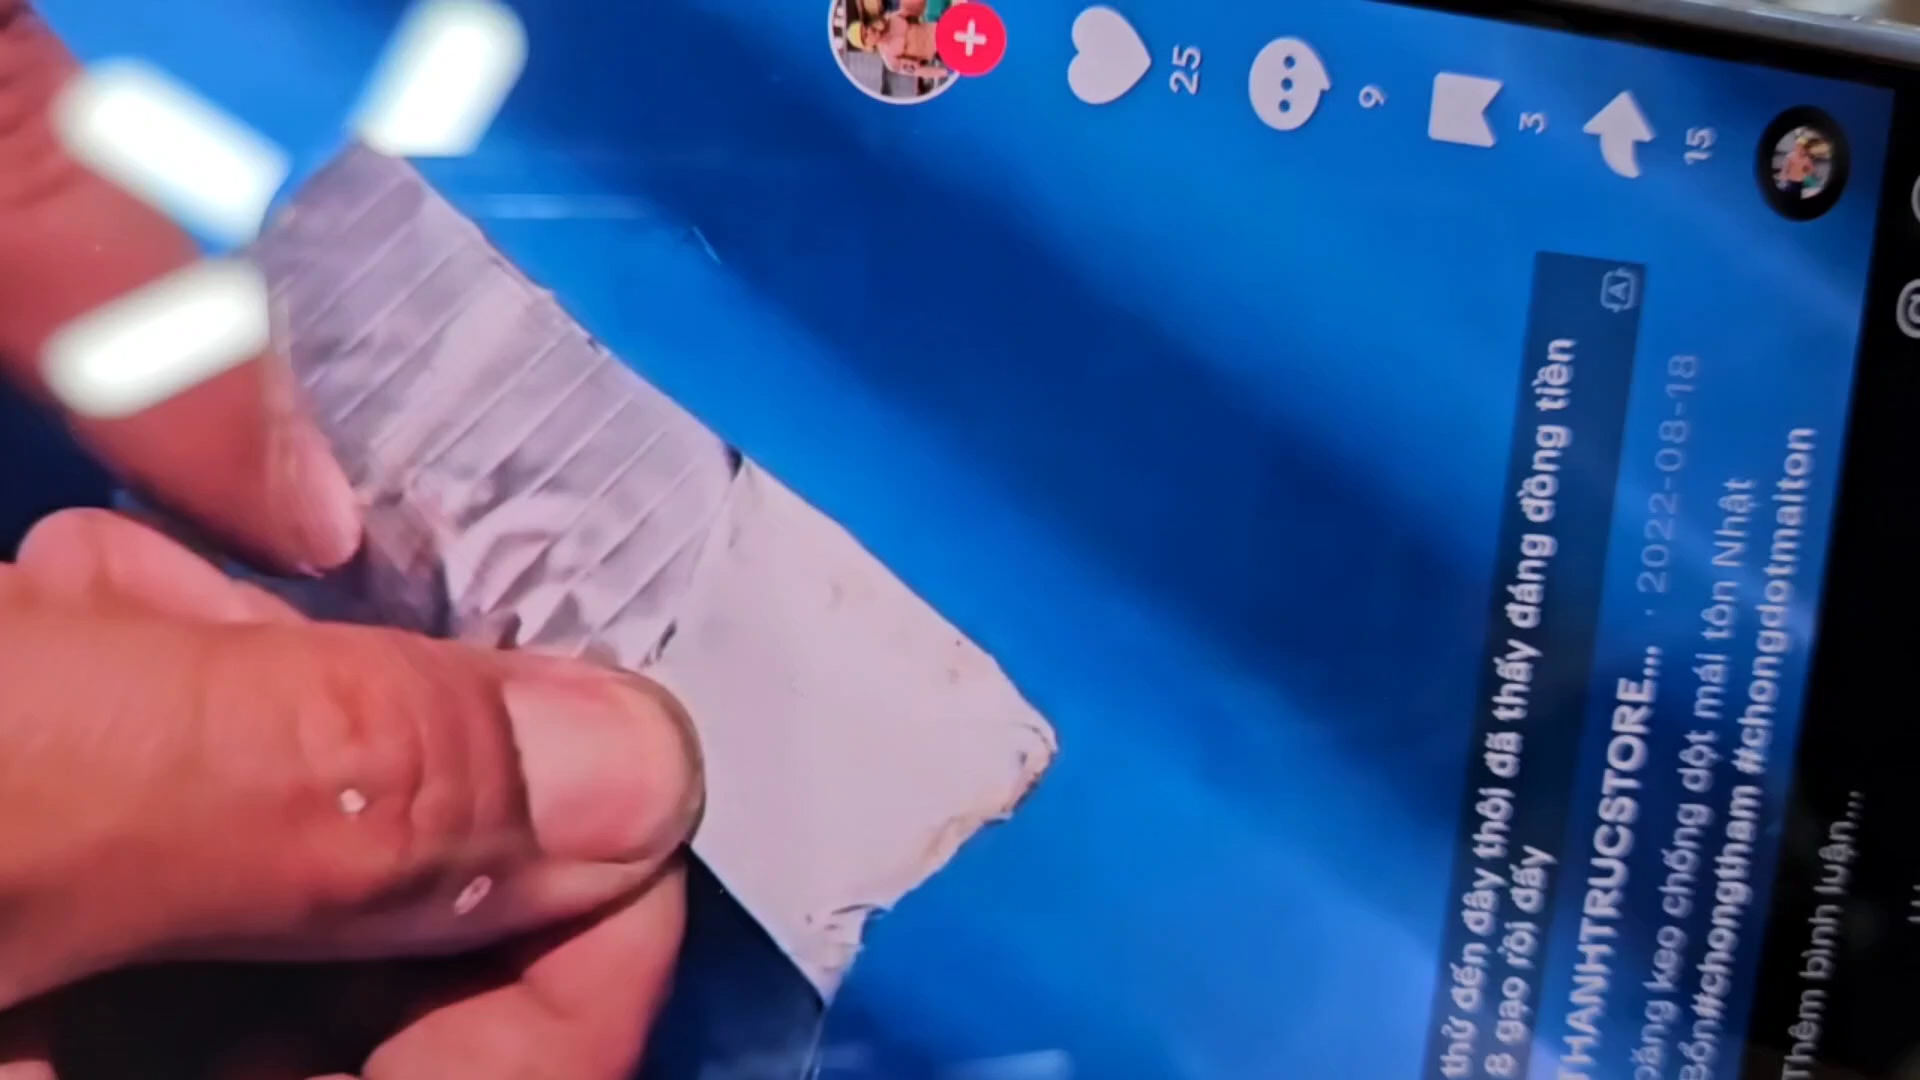 25
9
3
15
thử đến đây thôi đã thấy đáng đồng tiền
8 gạo rồi đấy
THANHTRUCSTORE... · 2022-08-18
băng keo chống dột mái tôn Nhật
Bổn#chongtham #chongdotmaiton
Thêm bình luận...